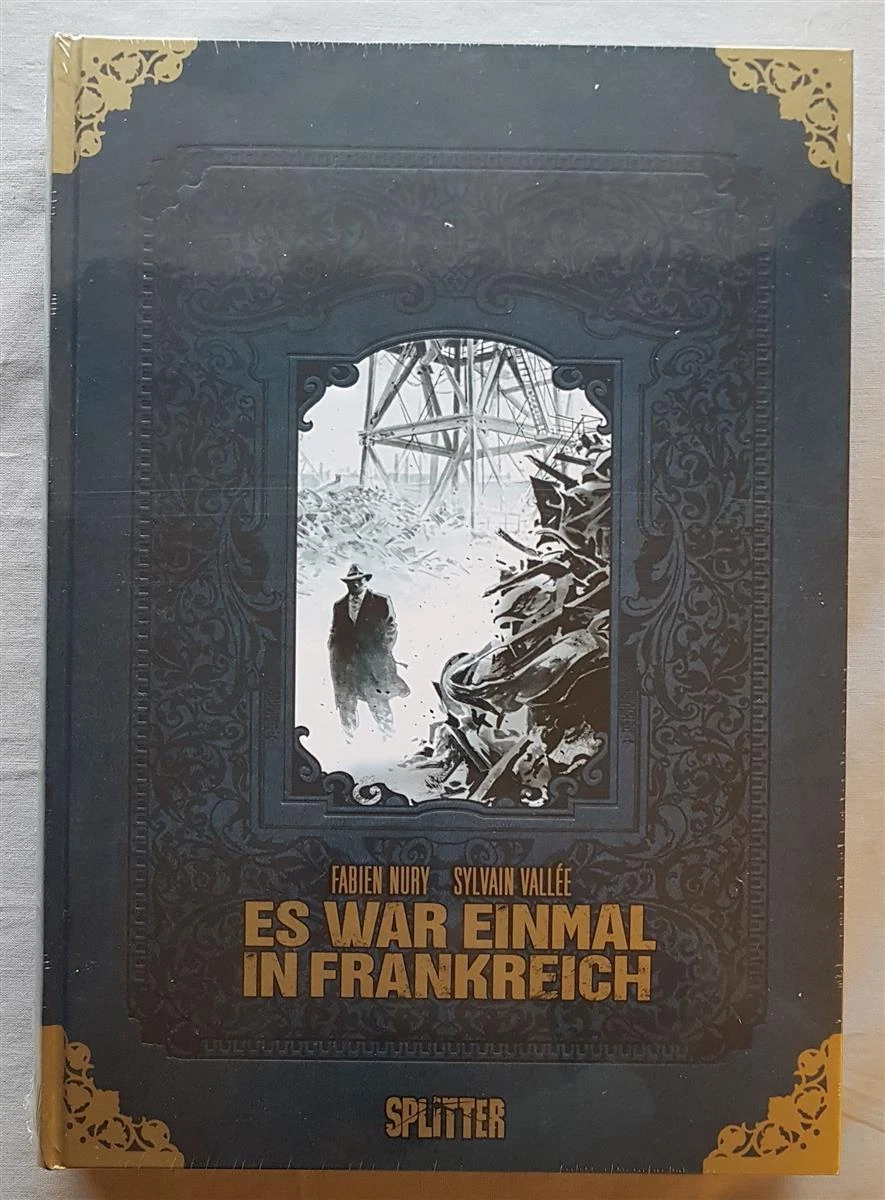 FABIEN NURY SYLVAIN VALLÉE
ES WAR EINMAL
IN FRANKREICH
SPLITTER